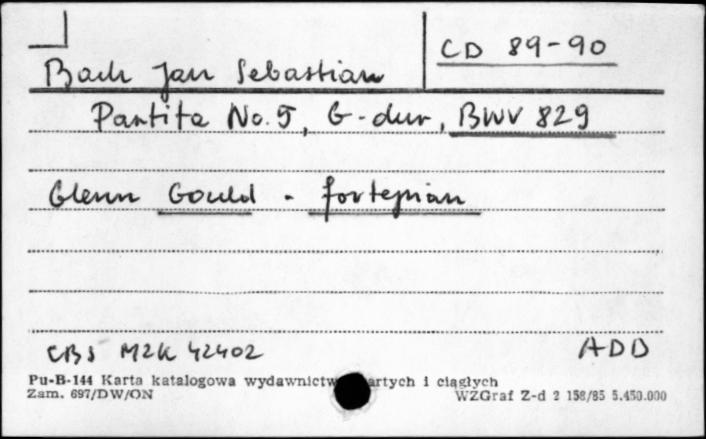 CD 89-90
Bach Jan Sebastian
Partita No. 5, G-dur, BWV 829
Glenn Gould - fortepian
CBS M2K 42402 ADD
Pu-B-144 Karta katalogowa wydawnictw artych i ciągłych
Zam. 697/DW/ON WZGraf Z-d 2 158/85 5.450.000